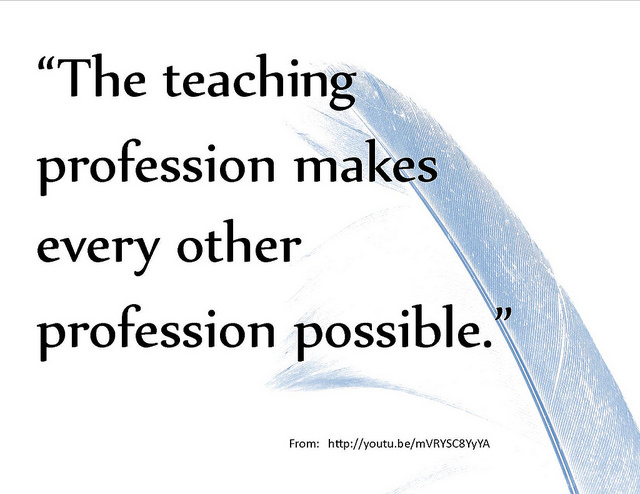 “The teaching
profession makes
every other
profession possible.”
From: http://youtu.be/mVRYSC8YyYA